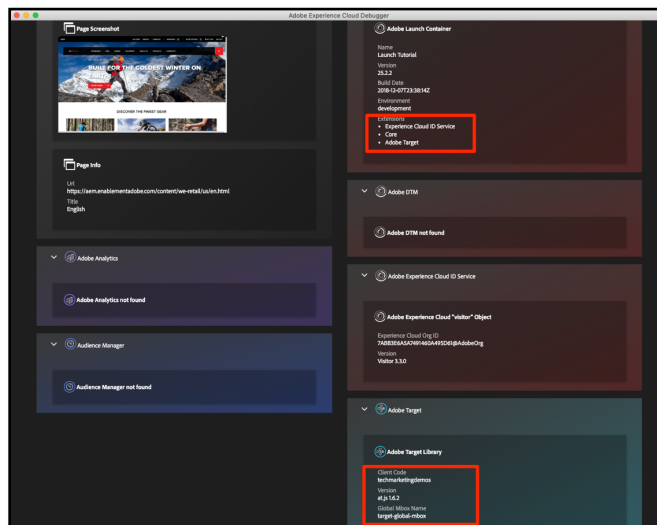 Adobe Experience Cloud Debugger
Page Screenshot
BUILT FOR THE COLDEST WINTER ON
DISCOVER THE FINEST GEAR
Page Info
Url
https://aem.enablementadobe.com/content/we-retail/us/en.html
Title
English
Adobe Analytics
Adobe Analytics not found
Audience Manager
Audience Manager not found
Adobe Launch Container
Name
Launch Tutorial
Version
25.2.2
Build Date
2018-12-07T23:38:14Z
Environment
development
Extensions
• Experience Cloud ID Service
• Core
• Adobe Target
Adobe DTM
Adobe DTM not found
Adobe Experience Cloud ID Service
Adobe Experience Cloud "visitor" Object
Experience Cloud Org ID
7ABB3E6A5A7491460A495D61@AdobeOrg
Version
Visitor 3.3.0
Adobe Target
Adobe Target Library
Client Code
techmarketingdemos
Version
at.js 1.6.2
Global Mbox Name
target-global-mbox